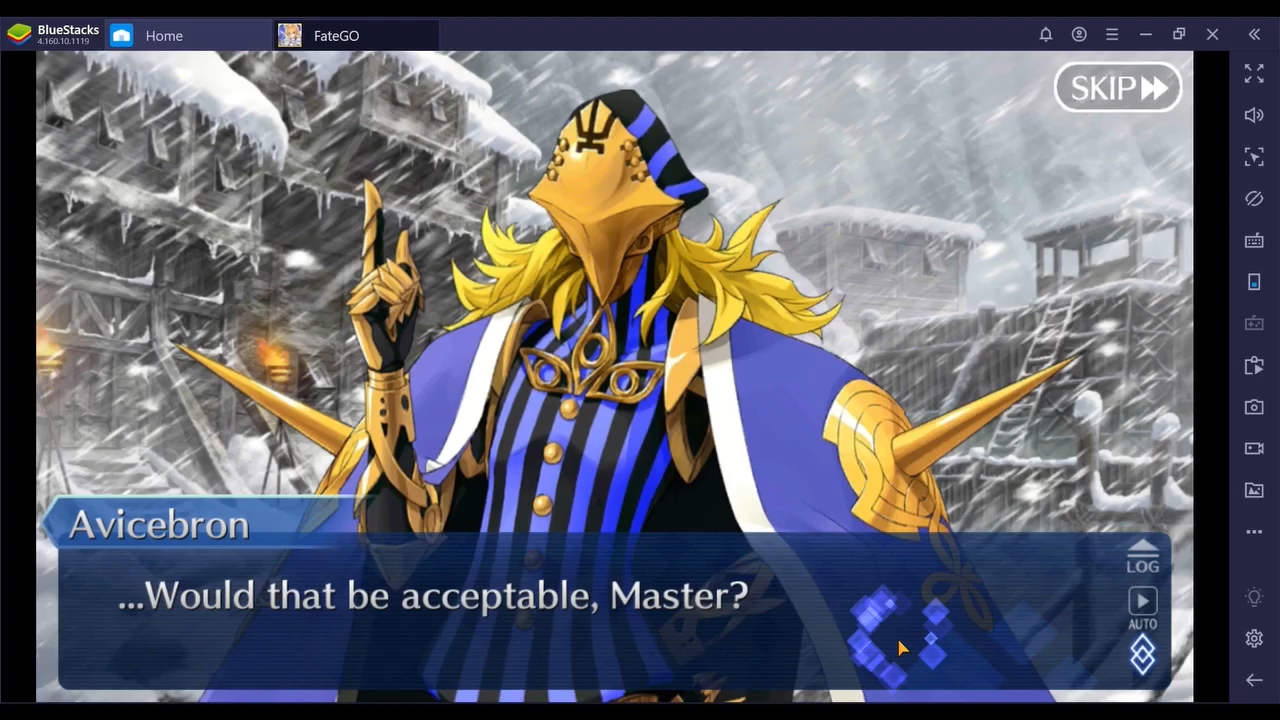 BlueStacks
4.160.10.1119
Home
FateGO
SKIP
Avicebron
...Would that be acceptable, Master?
LOG
AUTO